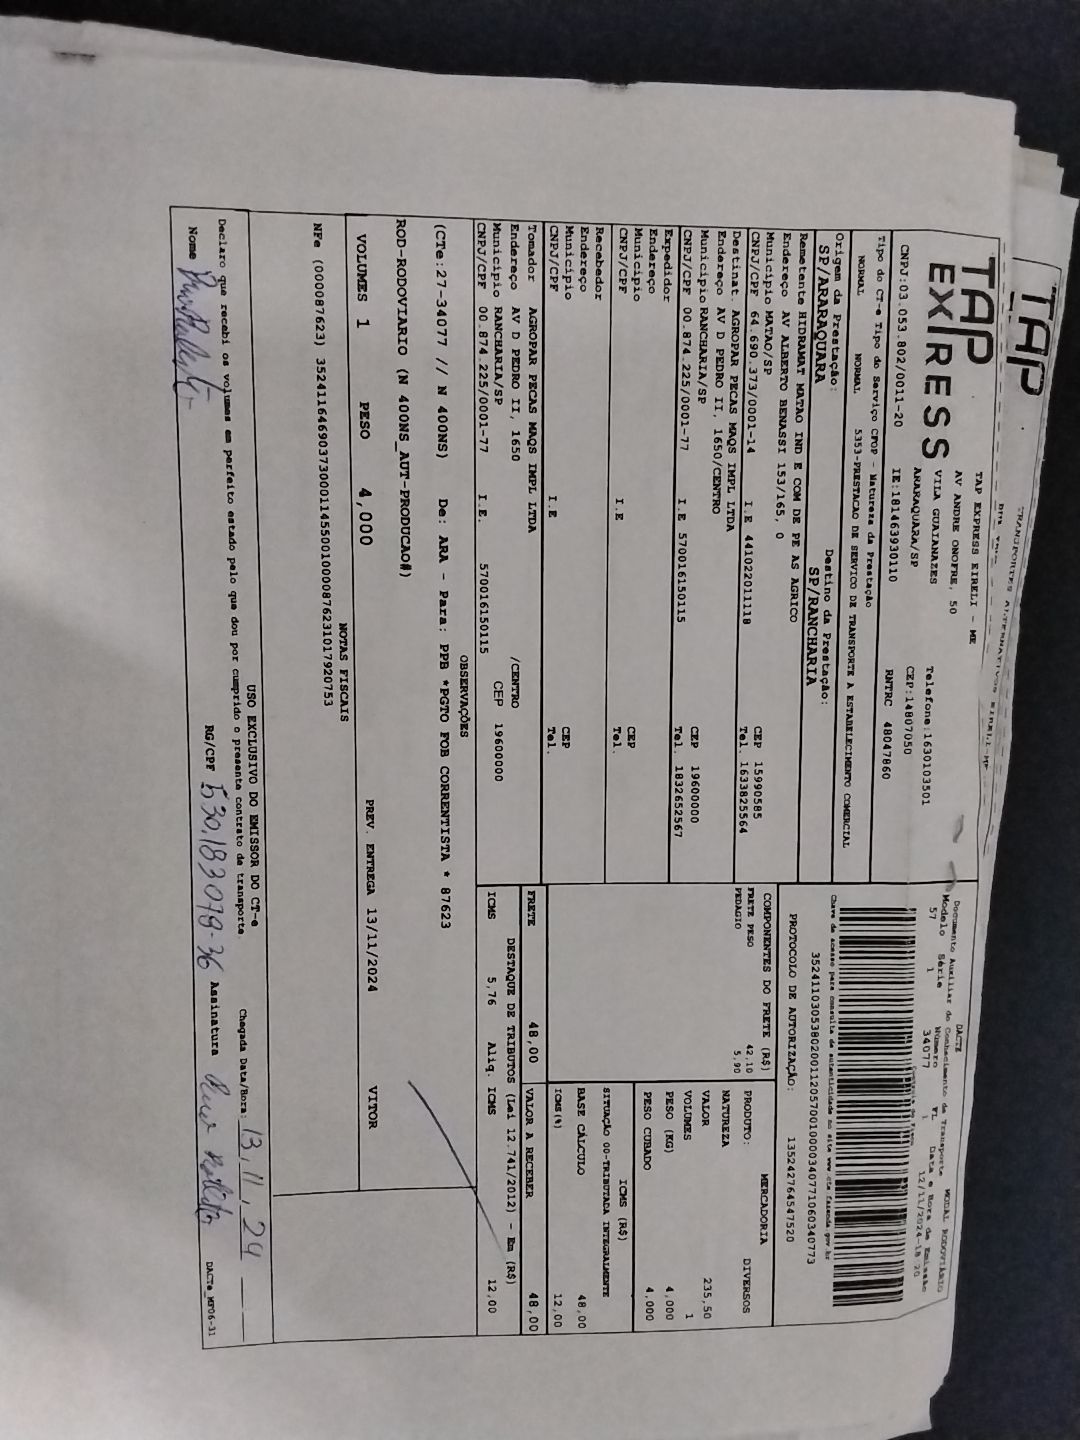 TAP
TRANSPORTES ALTERNATIVOS EIRELI-ME
TAP
EXPRESS
TAP EXPRESS EIRELI - ME
AV ANDRE ONOFRE, 50
VILA GUAIANAZES
ARARAQUARA/SP
Telefone:1630103501
CEP:14807050
CNPJ:03.053.802/0011-20 IE:181463930110 RNTRC 48047860
Tipo do CT-e Tipo do Serviço CFOP - Natureza da Prestação
NORMAL NORMAL 5353-PRESTACAO DE SERVICO DE TRANSPORTE A ESTABELECIMENTO COMERCIAL
Origem da Prestação: Destino da Prestação:
SP/ARARAQUARA SP/RANCHARIA
Remetente HIDRAMAT MATAO IND E COM DE PE AS AGRICO
Endereço AV ALBERTO BENASSI 153/165, 0
Município MATAO/SP CEP 15990585
CNPJ/CPF 64.690.373/0001-14 I.E 441022011118 Tel. 1633825564
Destinat. AGROPAR PECAS MAQS IMPL LTDA
Endereço AV D PEDRO II, 1650/CENTRO
Município RANCHARIA/SP CEP 19600000
CNPJ/CPF 00.874.225/0001-77 I.E 570016150115 Tel. 1832652567
Expedidor
Endereço
Município CEP
CNPJ/CPF I.E Tel.
Recebedor
Endereço
Município CEP
CNPJ/CPF I.E Tel.
Tomador AGROPAR PECAS MAQS IMPL LTDA
Endereço AV D PEDRO II, 1650 /CENTRO
Município RANCHARIA/SP CEP 19600000
CNPJ/CPF 00.874.225/0001-77 I.E. 570016150115
DACTE MODAL RODOVIÁRIO
Documento Auxiliar do Conhecimento de Transporte
Modelo Série Número FL Data e Hora de Emissão
57 1 34077 1 12/11/2024-18:20
Chave de acesso para consulta de autenticidade no site www.cte.fazenda.gov.br
35241103053802001120570010000340771060340773
PROTOCOLO DE AUTORIZAÇÃO: 135242764547520
COMPONENTES DO FRETE (R$)
FRETE PESO 42,10
PEDAGIO 5,90
MERCADORIA
PRODUTO: DIVERSOS
NATUREZA
VALOR 235,50
VOLUMES 1
PESO (KG) 4,000
PESO CUBADO 4,000
ICMS (R$)
SITUAÇÃO 00-TRIBUTADA INTEGRALMENTE
BASE CÁLCULO 48,00
ICMS(%) 12,00
FRETE 48,00 VALOR A RECEBER 48,00
DESTAQUE DE TRIBUTOS (Lei 12.741/2012) - Em (R$)
ICMS 5,76 Aliq. ICMS 12,00
OBSERVAÇÕES
(CTe:27-34077 // N 400NS) De: ARA - Para: PPB *PGTO FOB CORRENTISTA * 87623
ROD-RODOVIARIO (N 400NS_AUT-PRODUCAO#)
VOLUMES 1 PESO 4,000 PREV. ENTREGA 13/11/2024 VITOR
NOTAS FISCAIS
NFe (000087623) 35241164690373000114550010000876231017920753
USO EXCLUSIVO DO EMISSOR DO CT-e
Declaro que recebi os volumes em perfeito estado pelo que dou por cumprido o presente contrato de transporte Chegada Data/Hora: 13,11,24
Nome RG/CPF 530,183078-36 Assinatura DACTe_MF06-31